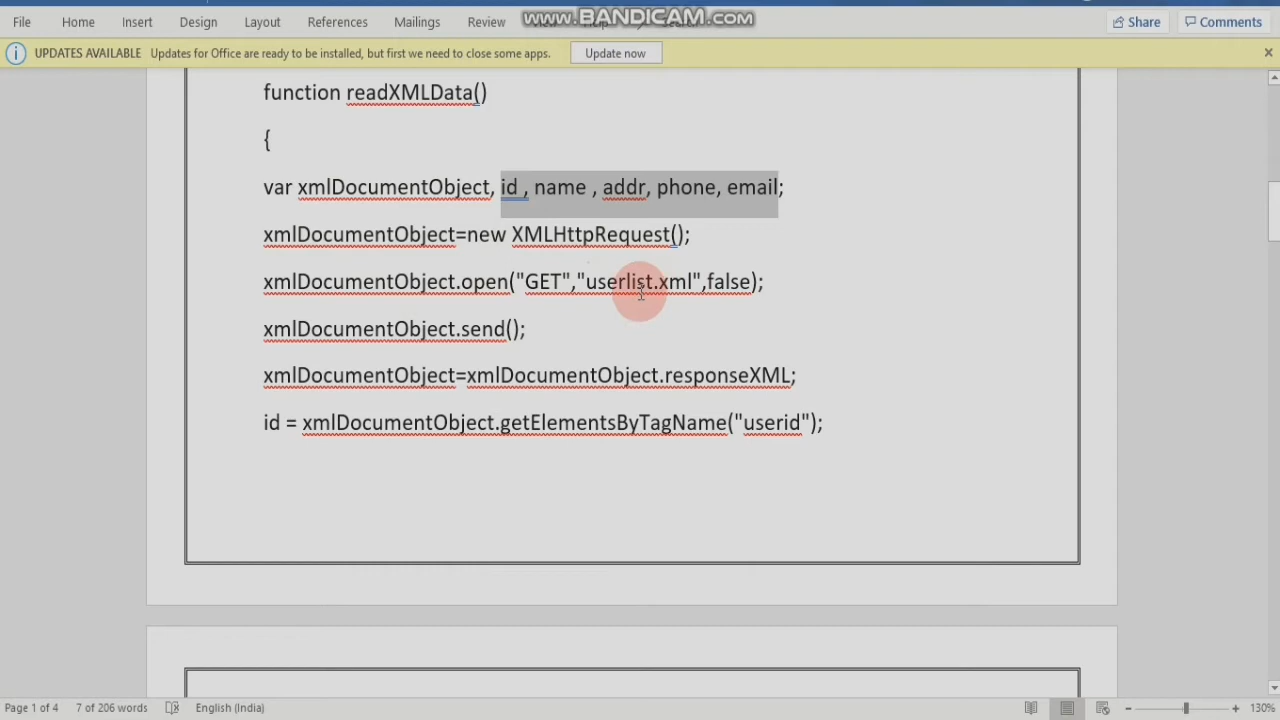 www.BANDICAM.com
File Home Insert Design Layout References Mailings Review Help Share Comments
UPDATES AVAILABLE Updates for Office are ready to be installed, but first we need to close some apps. Update now
function readXMLData()
{
var xmlDocumentObject, id , name , addr, phone, email;
xmlDocumentObject=new XMLHttpRequest();
xmlDocumentObject.open("GET","userlist.xml",false);
xmlDocumentObject.send();
xmlDocumentObject=xmlDocumentObject.responseXML;
id = xmlDocumentObject.getElementsByTagName("userid");
Page 1 of 4 7 of 206 words English (India) 130%